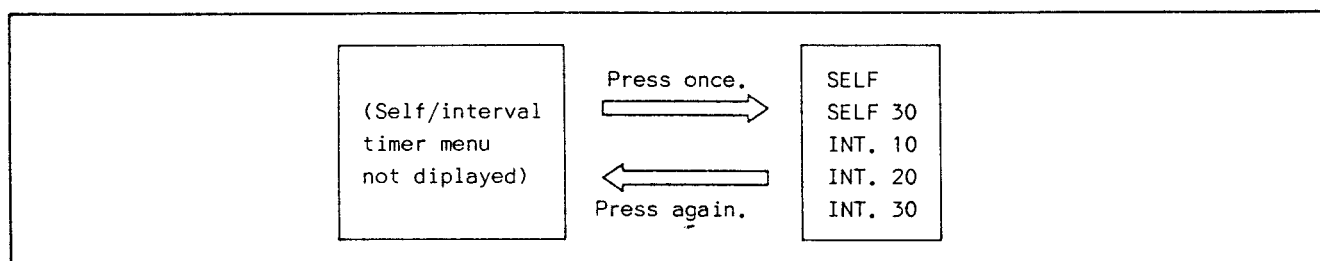 (Self/interval
timer menu
not diplayed)
Press once.
Press again.
SELF
SELF 30
INT. 10
INT. 20
INT. 30